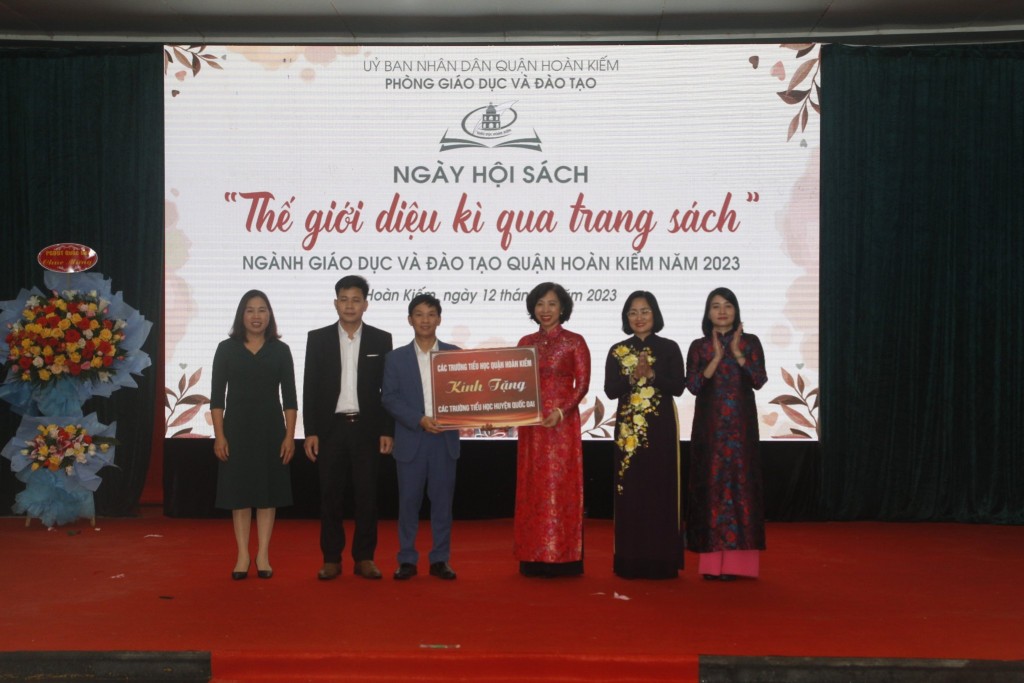 UỶ BAN NHÂN DÂN QUẬN HOÀN KIẾM
PHÒNG GIÁO DỤC VÀ ĐÀO TẠO
NGÀY HỘI SÁCH
“Thế giới diệu kì qua trang sách”
NGÀNH GIÁO DỤC VÀ ĐÀO TẠO QUẬN HOÀN KIẾM NĂM 2023
Hoàn Kiếm, ngày 12 thán 2023
CÁC TRƯỜNG TIỂU HỌC QUẬN HOÀN KIẾM
Kính Tặng
CÁC TRƯỜNG TIỂU HỌC HUYỆN QUỐC OAI